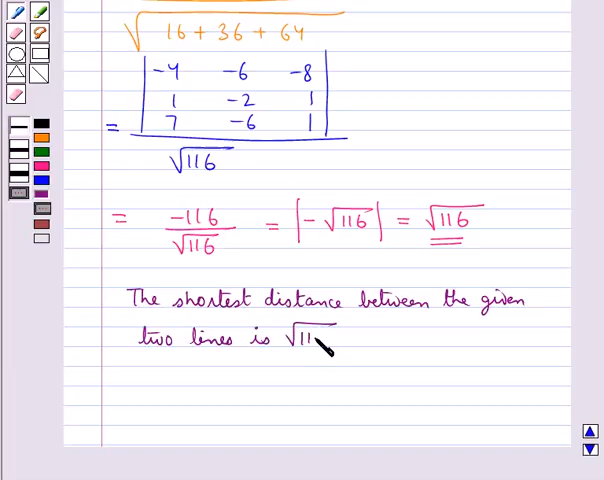 √16 + 36 + 64
|-4 -6 -8|
|1 -2 1|
= |7 -6 1|
√116
= -116/√116 = |-√116| = √116
The shortest distance between the given
two lines is √11